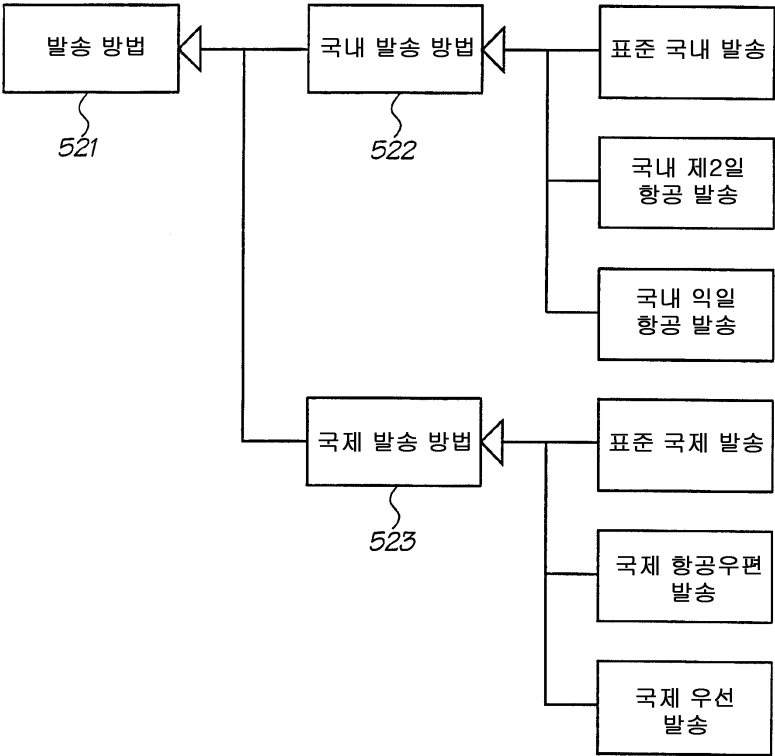 발송 방법
국내 발송 방법
표준 국내 발송
521
522
국내 제2일
항공 발송
국내 익일
항공 발송
국제 발송 방법
표준 국제 발송
523
국제 항공우편
발송
국제 우선
발송